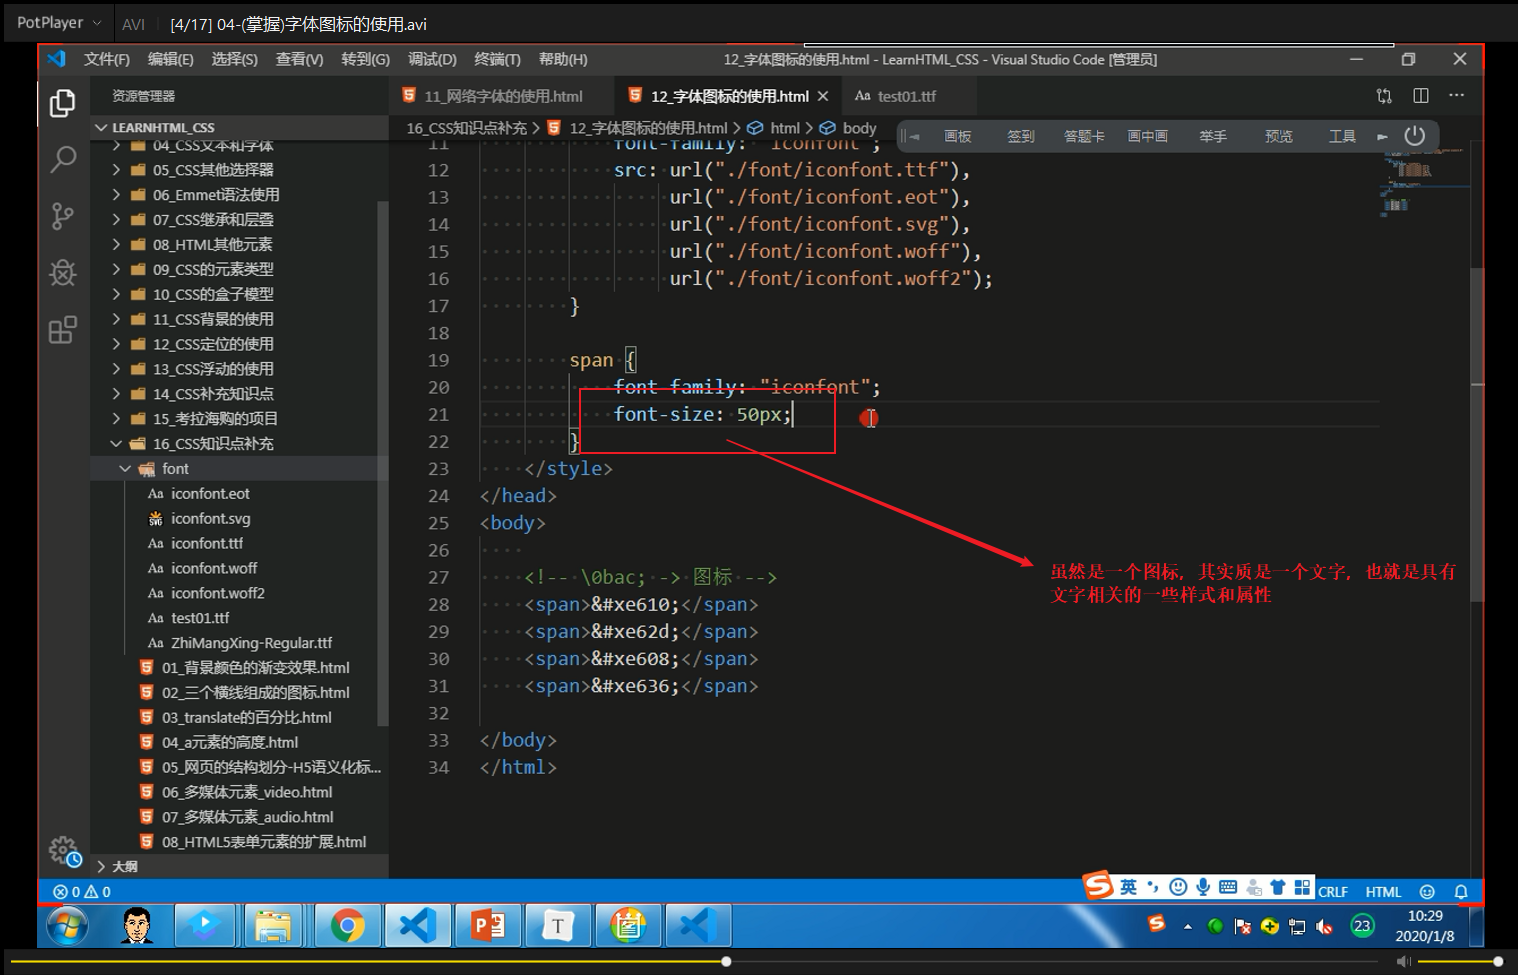 PotPlayer AVI [4/17] 04-(掌握)字体图标的使用.avi
文件(F) 编辑(E) 选择(S) 查看(V) 转到(G) 调试(D) 终端(T) 帮助(H) 12_字体图标的使用.html - LearnHTML_CSS - Visual Studio Code [管理员]
资源管理器
11_网络字体的使用.html 12_字体图标的使用.html test01.ttf
LEARNHTML_CSS
16_CSS知识点补充 > 12_字体图标的使用.html > html > body
画板 签到 答题卡 画中画 举手 预览 工具
04_CSS文本和字体
05_CSS其他选择器
06_Emmet语法使用
07_CSS继承和层叠
08_HTML其他元素
09_CSS的元素类型
10_CSS的盒子模型
11_CSS背景的使用
12_CSS定位的使用
13_CSS浮动的使用
14_CSS补充知识点
15_考拉海购的项目
16_CSS知识点补充
font
Aa iconfont.eot
SVG iconfont.svg
Aa iconfont.ttf
Aa iconfont.woff
Aa iconfont.woff2
Aa test01.ttf
Aa ZhiMangXing-Regular.ttf
01_背景颜色的渐变效果.html
02_三个横线组成的图标.html
03_translate的百分比.html
04_a元素的高度.html
05_网页的结构划分-H5语义化标...
06_多媒体元素_video.html
07_多媒体元素_audio.html
08_HTML5表单元素的扩展.html
大纲
11 font-family: "iconfont";
12 src: url("./font/iconfont.ttf"),
13 url("./font/iconfont.eot"),
14 url("./font/iconfont.svg"),
15 url("./font/iconfont.woff"),
16 url("./font/iconfont.woff2");
17 }
18
19 span {
20 font-family: "iconfont";
21 font-size: 50px;
22 }
23 </style>
24 </head>
25 <body>
26
27 <!-- \0bac; -> 图标 -->
28 <span>&#xe610;</span>
29 <span>&#xe62d;</span>
30 <span>&#xe608;</span>
31 <span>&#xe636;</span>
32
33 </body>
34 </html>
虽然是一个图标，其实质是一个文字，也就是具有
文字相关的一些样式和属性
0 0 英 CRLF HTML
23
10:29
2020/1/8